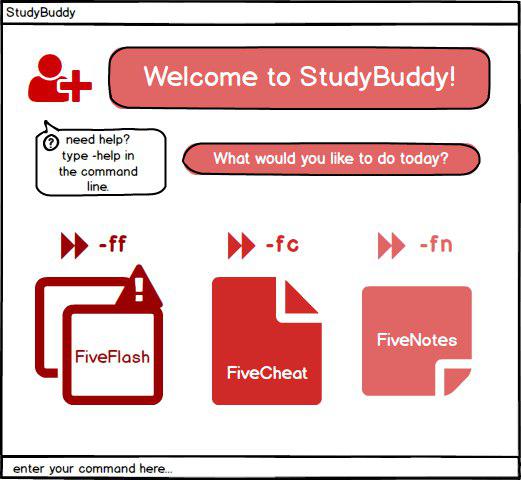 StudyBuddy
Welcome to StudyBuddy!
? need help?
type -help in
the command
line.
What would you like to do today?
-ff
-fc
-fn
!
FiveFlash
FiveCheat
FiveNotes
enter your command here...